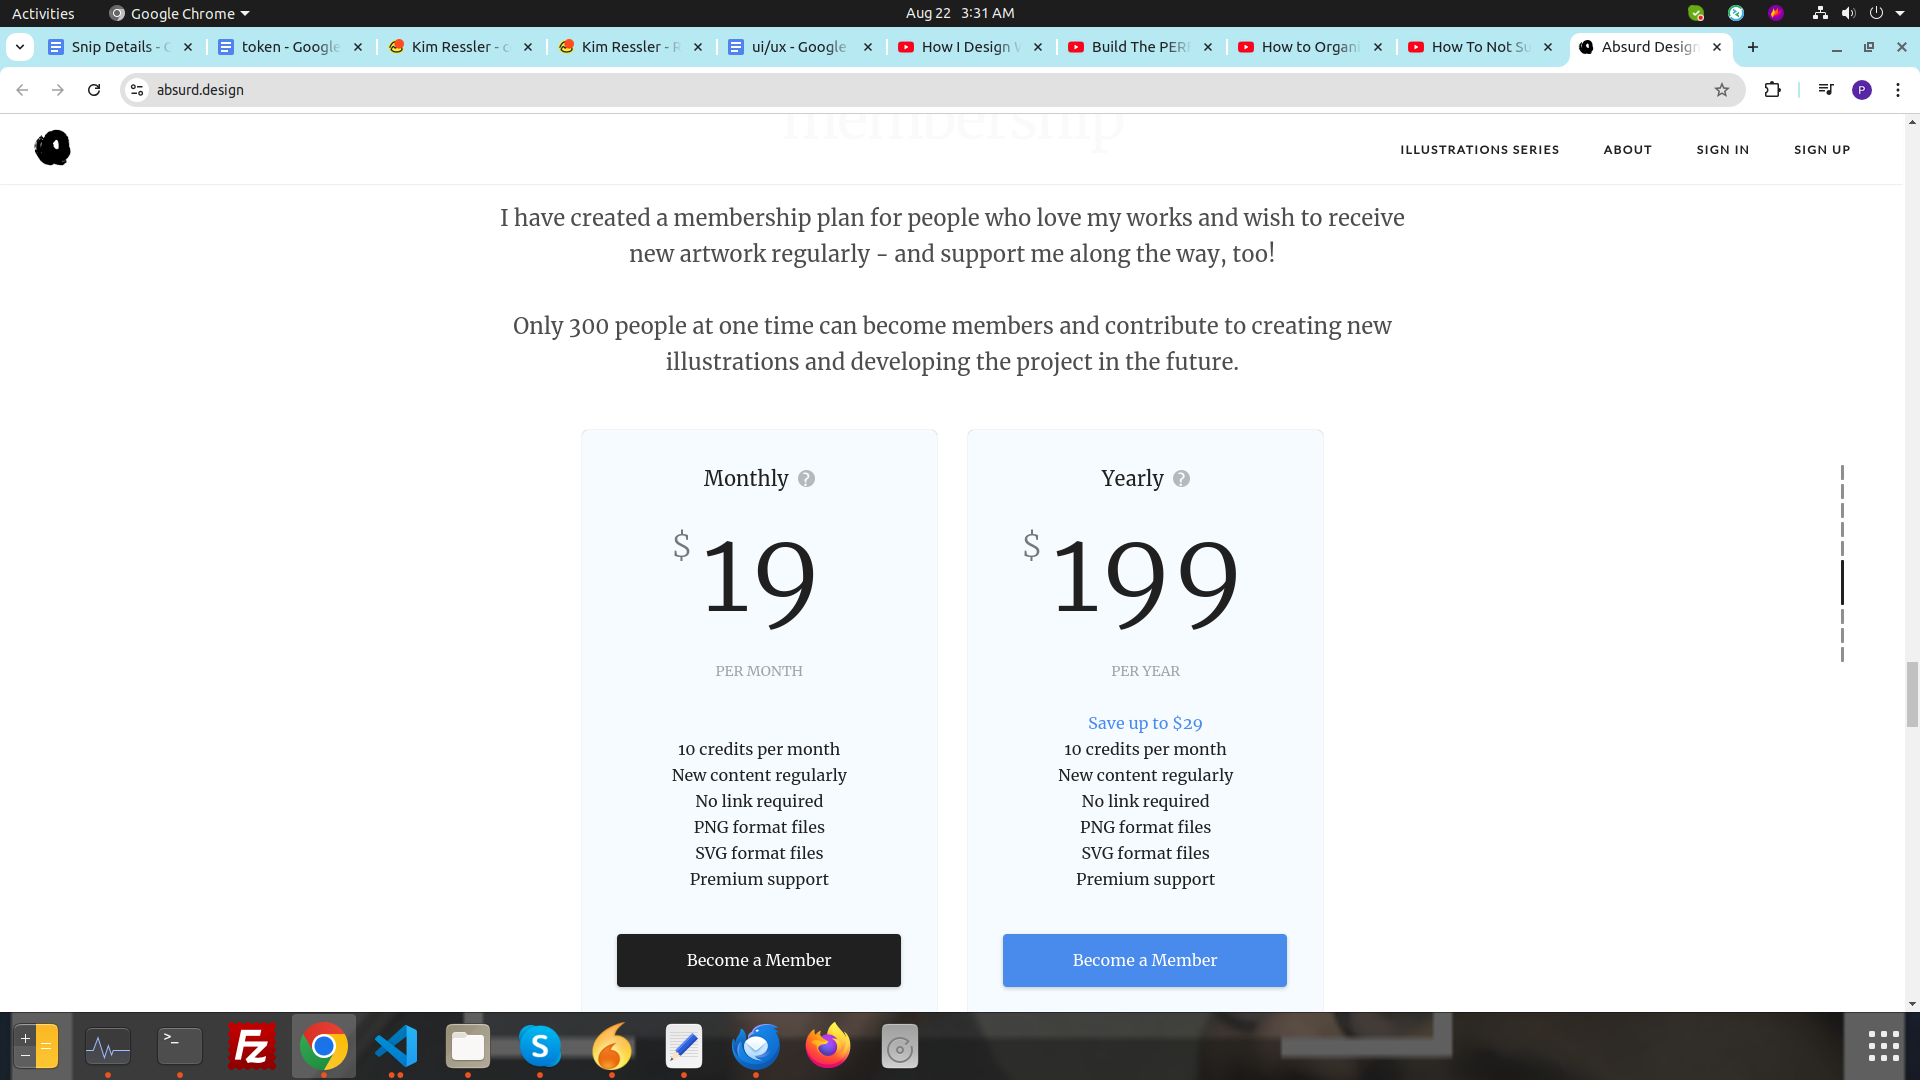 Activities
Google Chrome
Aug 22 3:31 AM
Snip Details -
token - Google
Kim Ressler -
Kim Ressler -
ui/ux - Google
How I Design
Build The
How to Organi
How To Not Su
Absurd Design
absurd.design
P
membership
ILLUSTRATIONS SERIES
ABOUT
SIGN IN
SIGN UP
I have created a membership plan for people who love my works and wish to receive
new artwork regularly - and support me along the way, too!
Only 300 people at one time can become members and contribute to creating new
illustrations and developing the project in the future.
Monthly ?
$ 19
PER MONTH
10 credits per month
New content regularly
No link required
PNG format files
SVG format files
Premium support
Become a Member
Yearly ?
$ 199
PER YEAR
Save up to $29
10 credits per month
New content regularly
No link required
PNG format files
SVG format files
Premium support
Become a Member
>_
Fz
S